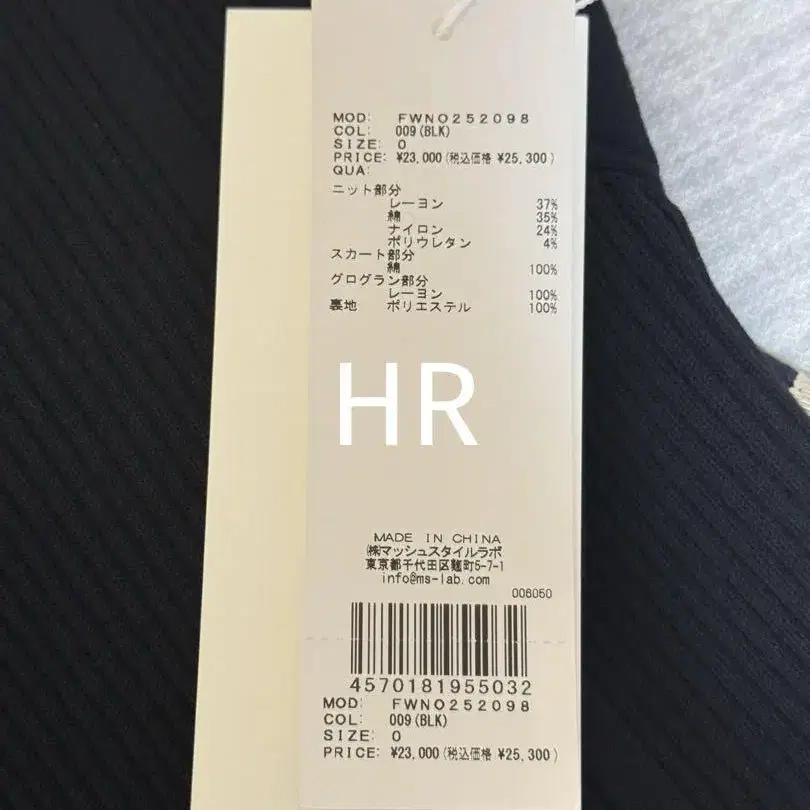 MOD: FWNO252098
COL: 009(BLK)
SIZE: 0
PRICE: ¥23,000(税込価格 ¥25,300)
QUA:
ニット部分
レーヨン 37%
綿 35%
ナイロン 24%
ポリウレタン 4%
スカート部分
綿 100%
グログラン部分
レーヨン 100%
裏地 ポリエステル 100%
HR
MADE IN CHINA
㈱マッシュスタイルラボ
東京都千代田区麹町5-7-1
info@ms-lab.com
006050
4570181955032
MOD: FWNO252098
COL: 009(BLK)
SIZE: 0
PRICE: ¥23,000(税込価格 ¥25,300)